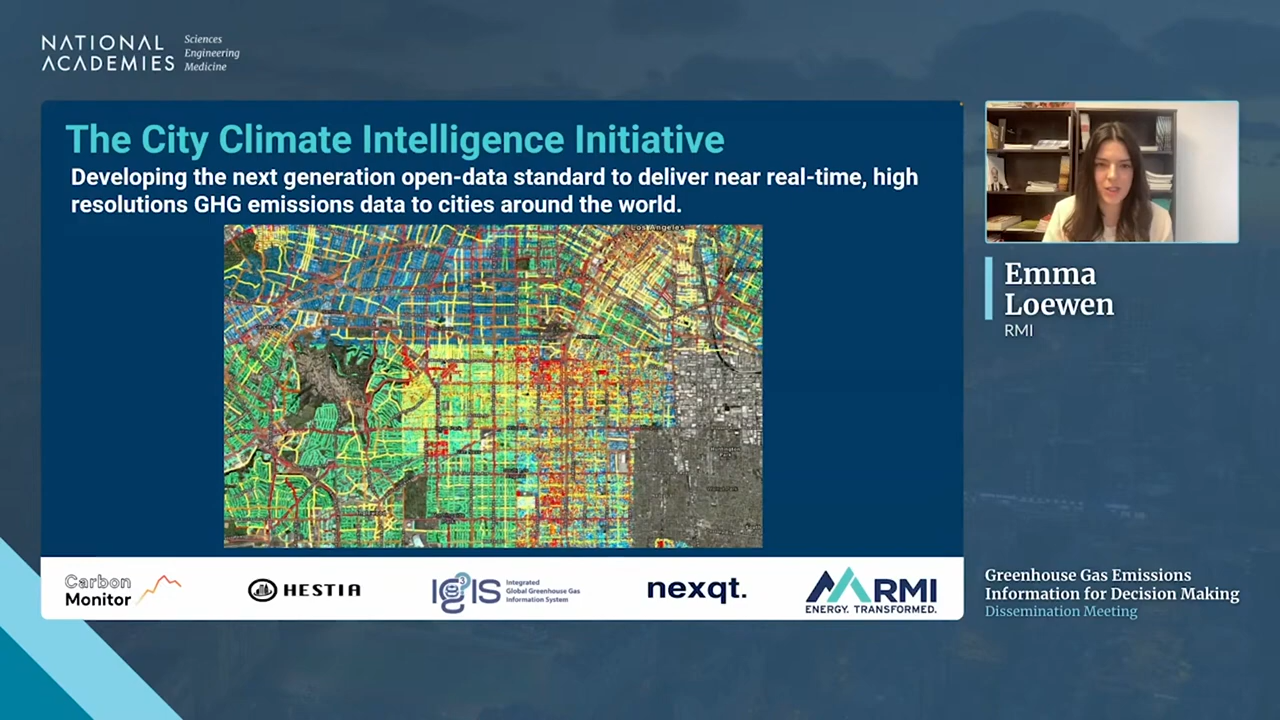 NATIONAL
ACADEMIES
Sciences
Engineering
Medicine
The City Climate Intelligence Initiative
Developing the next generation open-data standard to deliver near real-time, high
resolutions GHG emissions data to cities around the world.
Los Angeles
Carbon
Monitor
HESTIA
IG3IS
Integrated
Global Greenhouse Gas
Information System
nexqt.
RMI
ENERGY. TRANSFORMED.
Emma
Loewen
RMI
Greenhouse Gas Emissions
Information for Decision Making
Dissemination Meeting